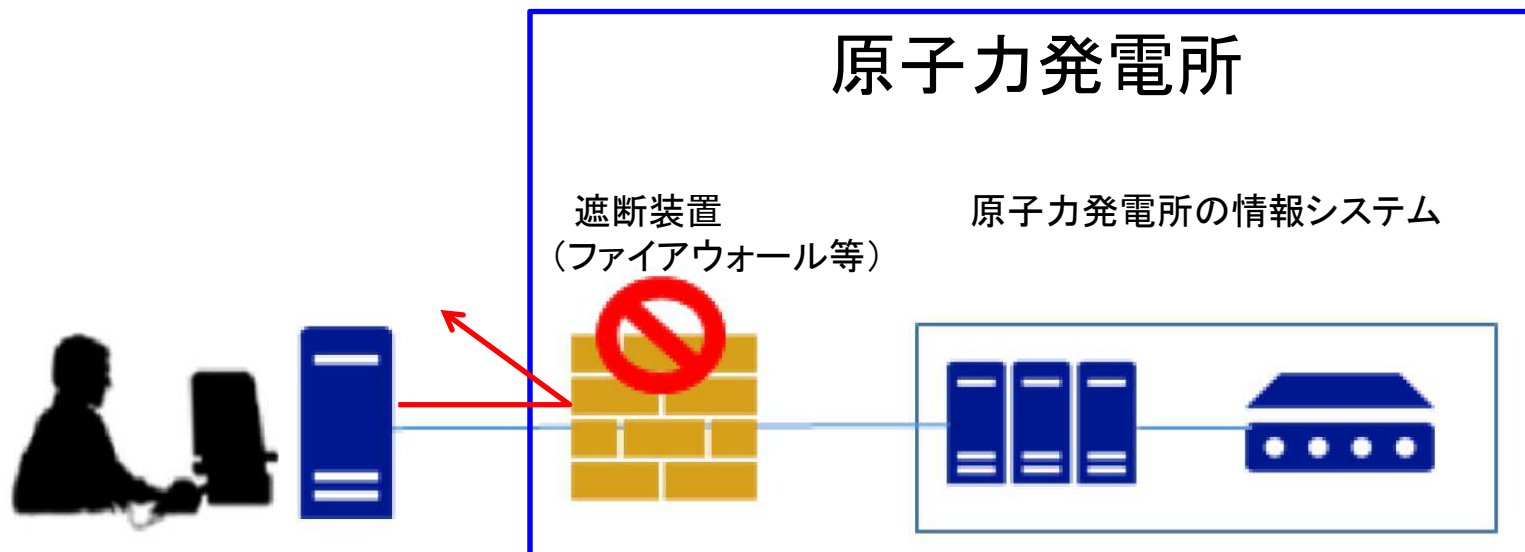 原子力発電所
遮断装置
（ファイアウォール等）
原子力発電所の情報システム